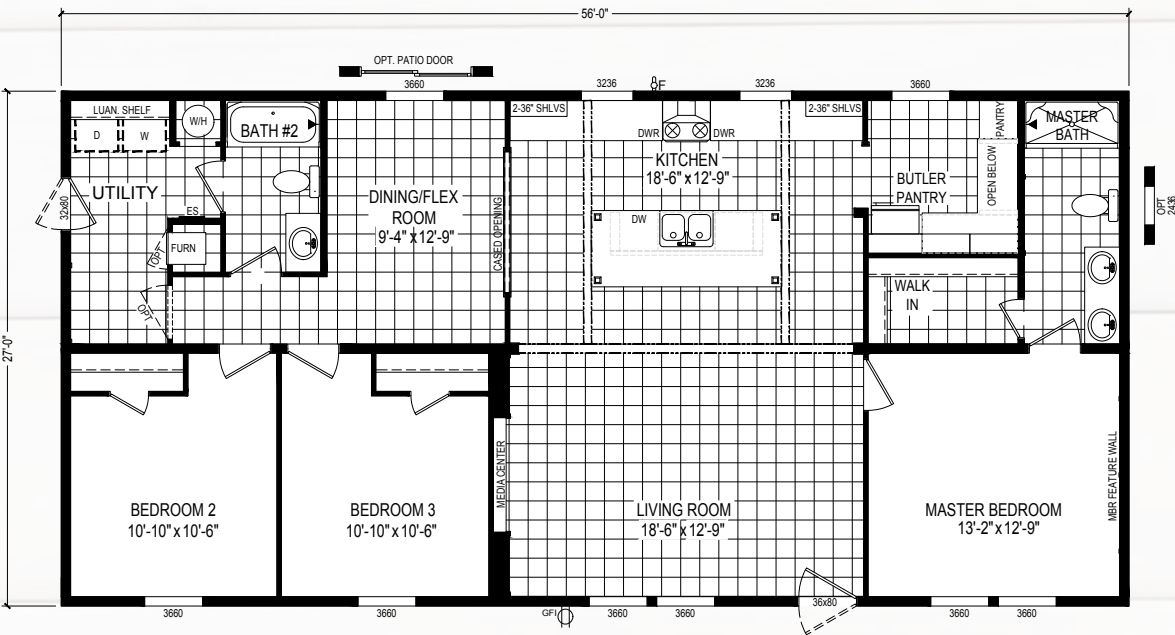 56'-0"
OPT. PATIO DOOR
3660
3236
F
3236
3660
LUAN. SHELF
D
W
W/H
BATH #2
2-36" SHLVS
DWR
DWR
2-36" SHLVS
PANTRY
MASTER
BATH
KITCHEN
18'-6" x 12'-9"
UTILITY
32x80
ES
FURN
OPT
OPT
DINING/FLEX
ROOM
9'-4" x 12'-9"
CASED OPENING
DW
BUTLER
PANTRY
OPEN BELOW
OPT
2436
WALK
IN
27'-0"
BEDROOM 2
10'-10" x 10'-6"
BEDROOM 3
10'-10" x 10'-6"
MEDIA CENTER
LIVING ROOM
18'-6" x 12'-9"
MASTER BEDROOM
13'-2" x 12'-9"
MBR FEATURE WALL
3660
3660
GFI
3660
3660
36x80
3660
3660